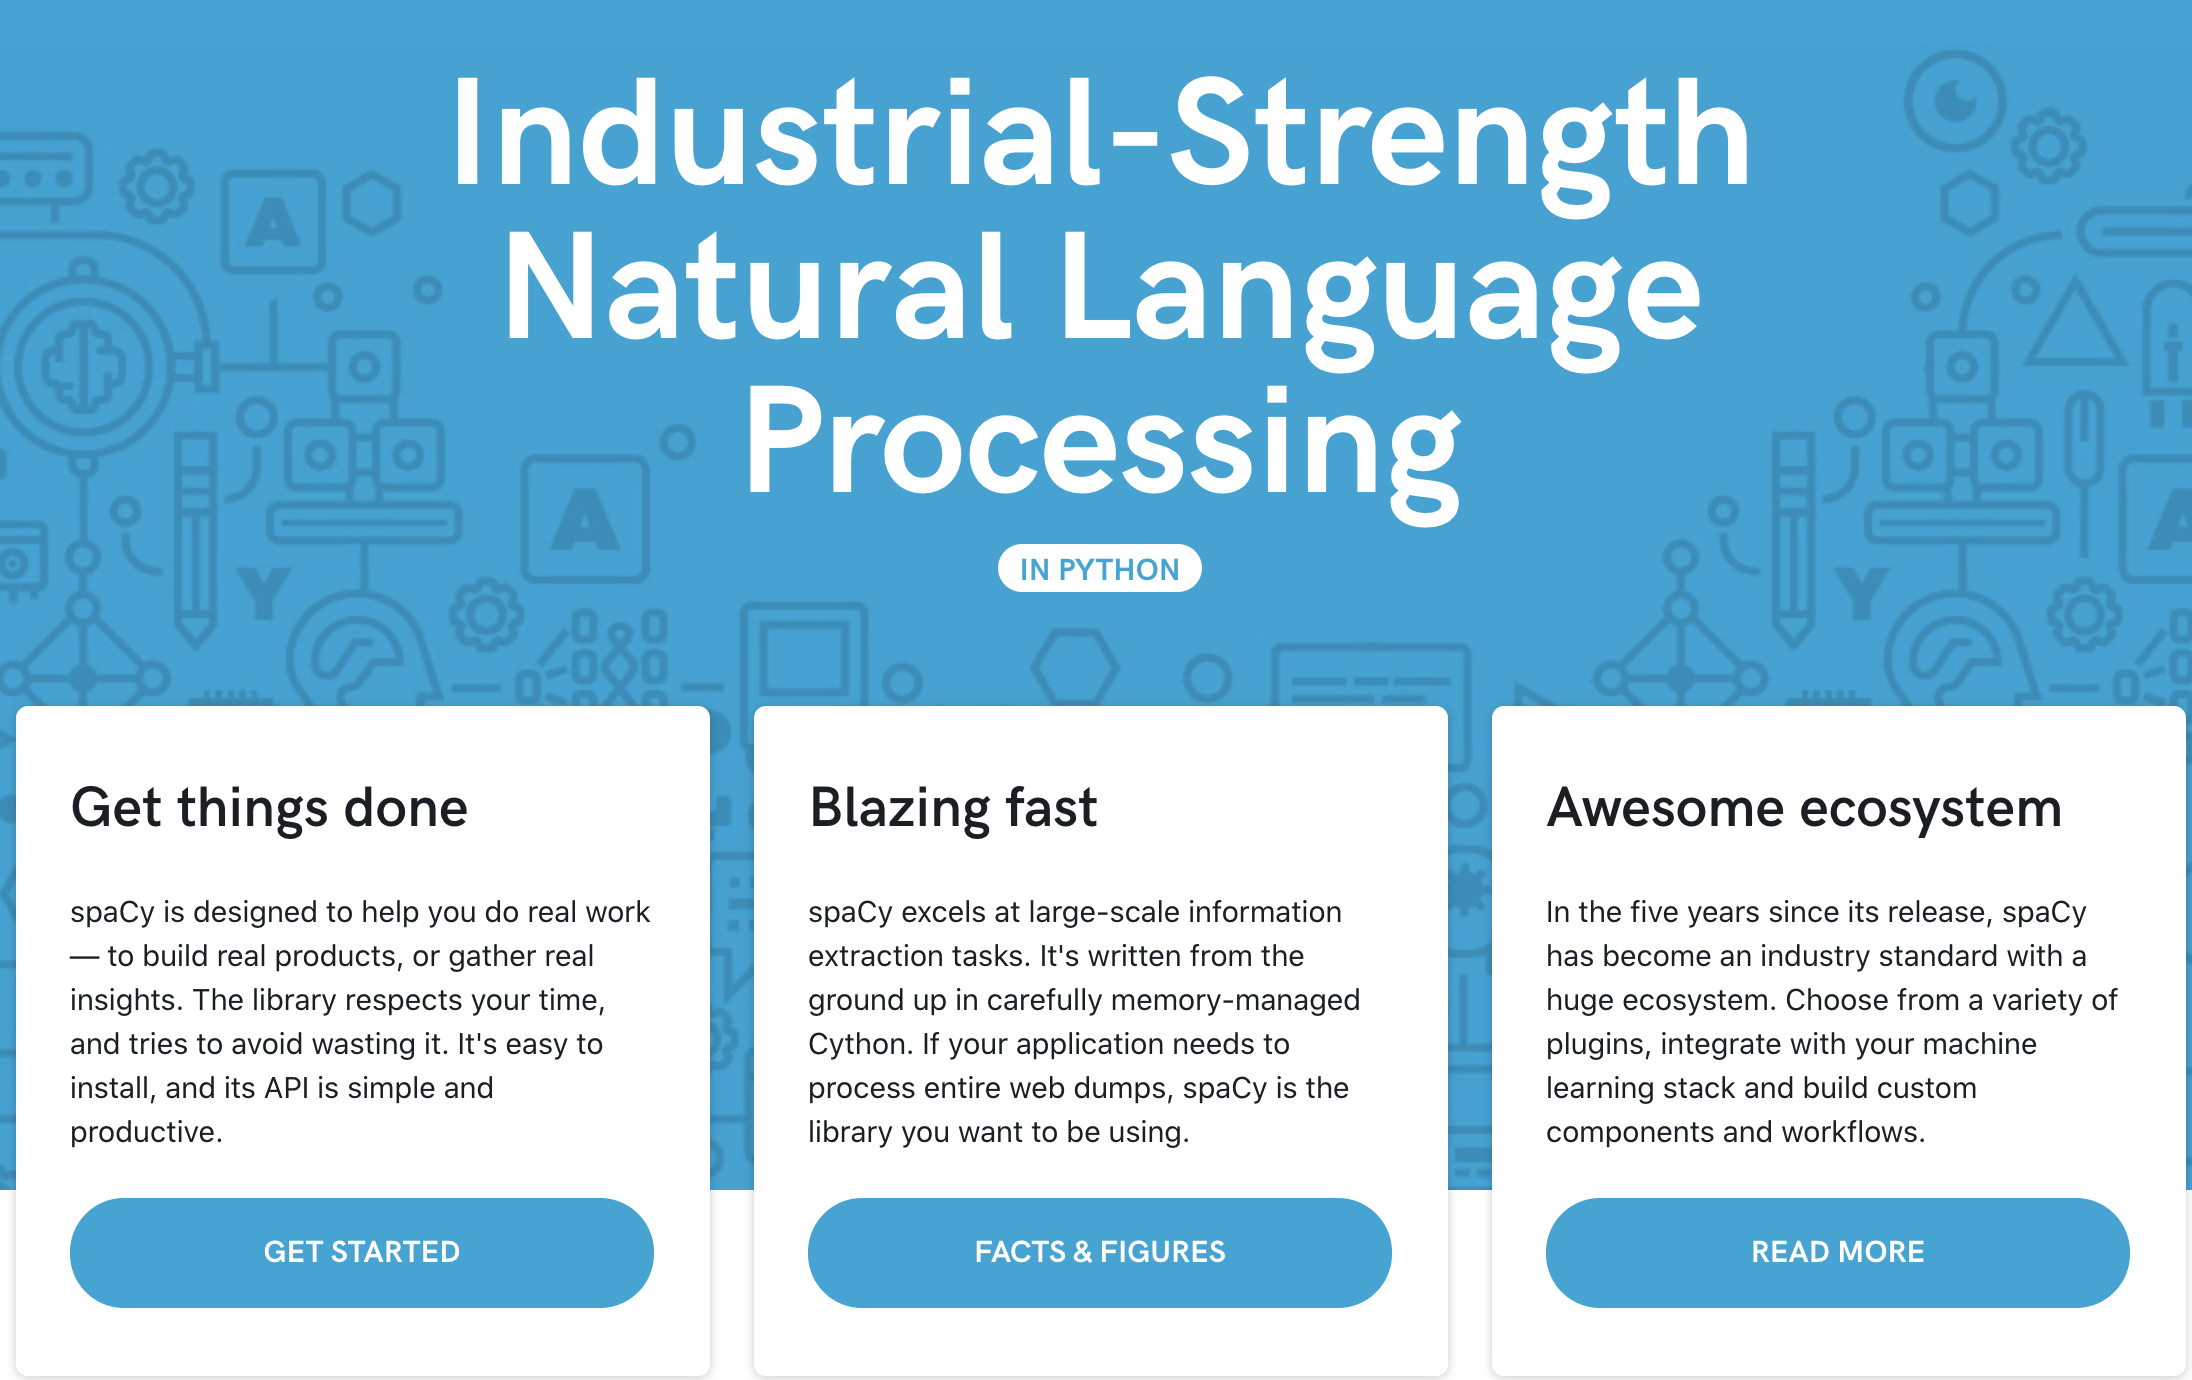 Industrial-Strength
Natural Language
Processing
IN PYTHON
A
A
Y
A
Y
Get things done
spaCy is designed to help you do real work
— to build real products, or gather real
insights. The library respects your time,
and tries to avoid wasting it. It's easy to
install, and its API is simple and
productive.
GET STARTED
Blazing fast
spaCy excels at large-scale information
extraction tasks. It's written from the
ground up in carefully memory-managed
Cython. If your application needs to
process entire web dumps, spaCy is the
library you want to be using.
FACTS & FIGURES
Awesome ecosystem
In the five years since its release, spaCy
has become an industry standard with a
huge ecosystem. Choose from a variety of
plugins, integrate with your machine
learning stack and build custom
components and workflows.
READ MORE